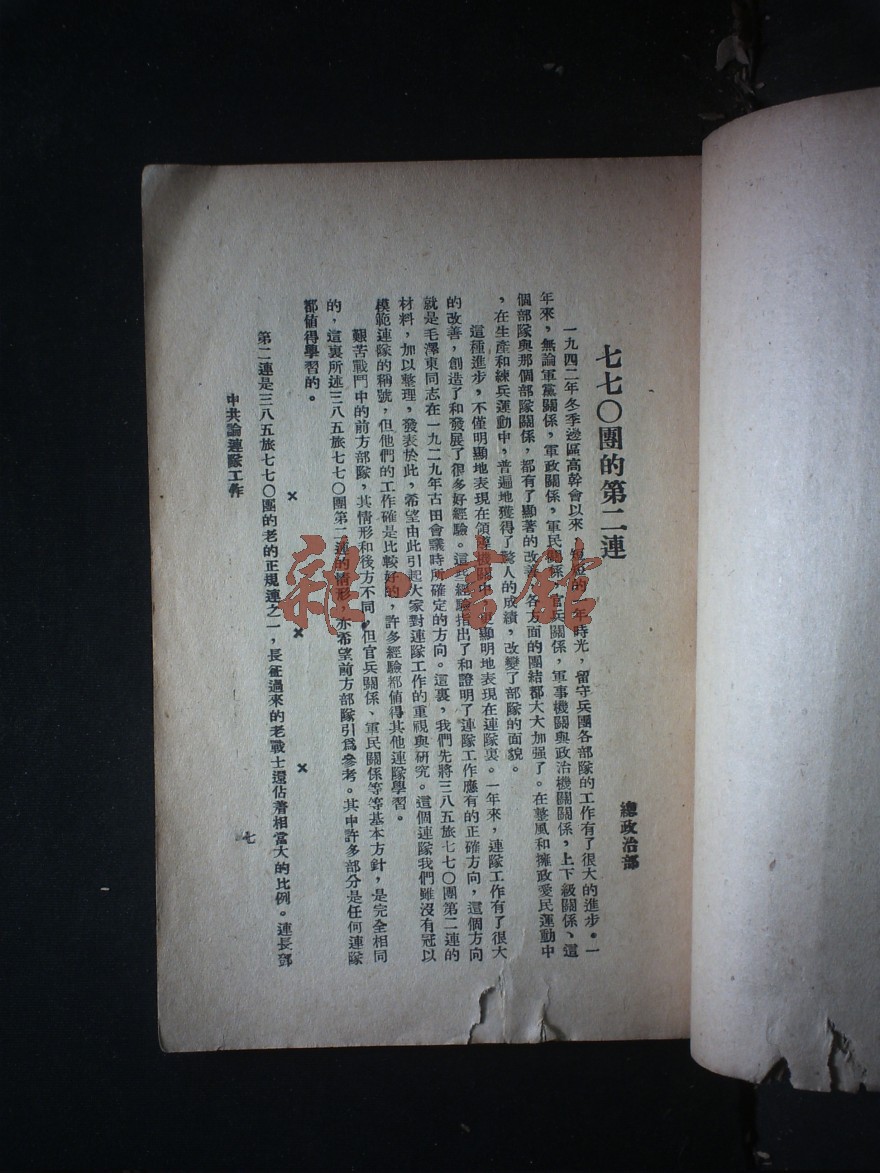 七七〇團的第二連
總政治部
一九四二年冬季邊區高幹會以來，短短的一年時光，留守兵團各部隊的工作有了很大的進步。一
年來，無論軍黨關係，軍政關係，軍民關係，官兵關係，軍事機關與政治機關關係，上下級關係、這
個部隊與那個部隊關係，都有了顯著的改善，各方面的團結都大大加强了。在整風和擁政愛民運動中
，在生產和練兵運動中，普遍地獲得了驚人的成績，改變了部隊的面貌。
這種進步，不僅明顯地表現在領導機關中，更顯明地表現在連隊裏。一年來，連隊工作有了很大
的改善，創造了和發展了很多好經驗。這些經驗指出了和證明了連隊工作應有的正確方向，這個方向
就是毛澤東同志在一九二九年古田會議時所確定的方向。這裏，我們先將三八五旅七七〇團第二連的
材料，加以整理，發表於此，希望由此引起大家對連隊工作的重視與研究。這個連隊我們雖沒有冠以
模範連隊的稱號，但他們的工作確是比較好的，許多經驗都值得其他連隊學習。
艱苦戰鬥中的前方部隊，其情形和後方不同，但官兵關係、軍民關係等等基本方針，是完全相同
的，這裏所述三八五旅七七〇團第二連的情形，亦希望前方部隊引爲參考。其中許多部分是任何連隊
都値得學習的。
× × ×
第二連是三八五旅七七〇團的老的正規連之一，長征過來的老戰士還佔着相當大的比例。連長鄧
中共論連隊工作
七
雜·書館